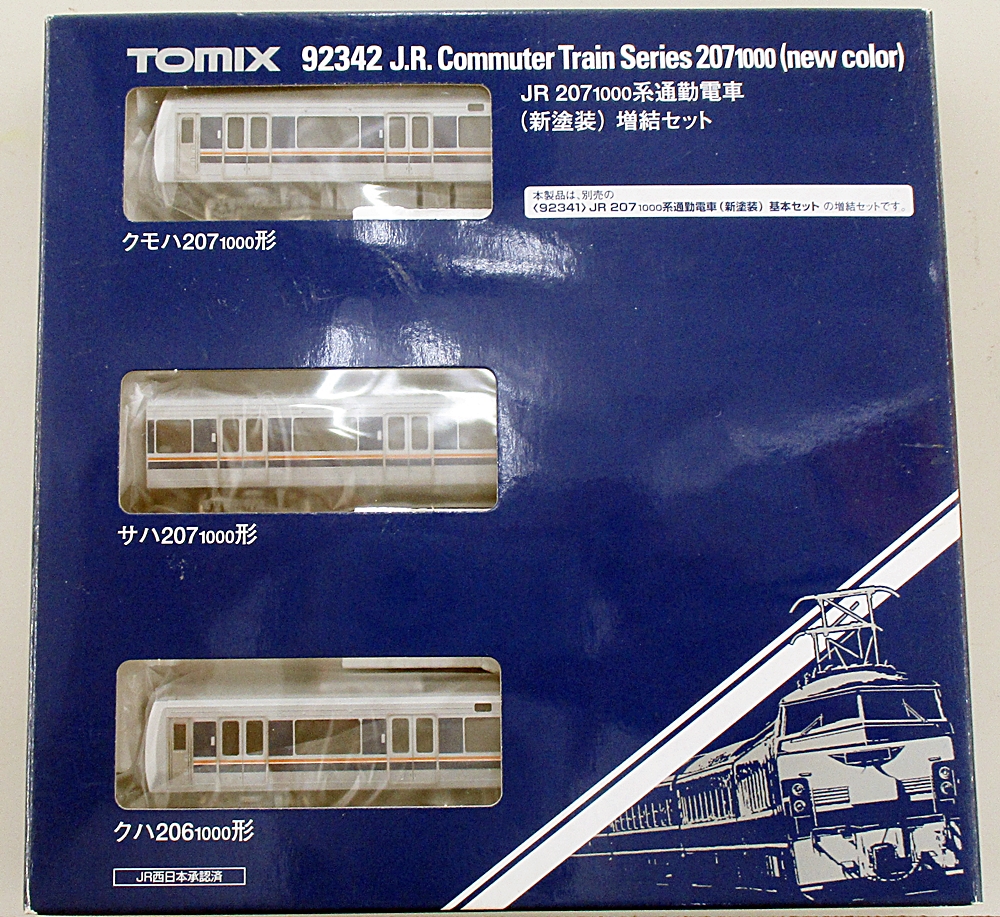 TOMIX 92342 J.R. Commuter Train Series 207 1000 (new color)
JR 207 1000系通勤電車
(新塗装) 増結セット
本製品は、別売の
〈92341〉JR 207 1000系通勤電車(新塗装) 基本セット の増結セットです。
クモハ207 1000形
サハ207 1000形
クハ206 1000形
JR西日本承認済